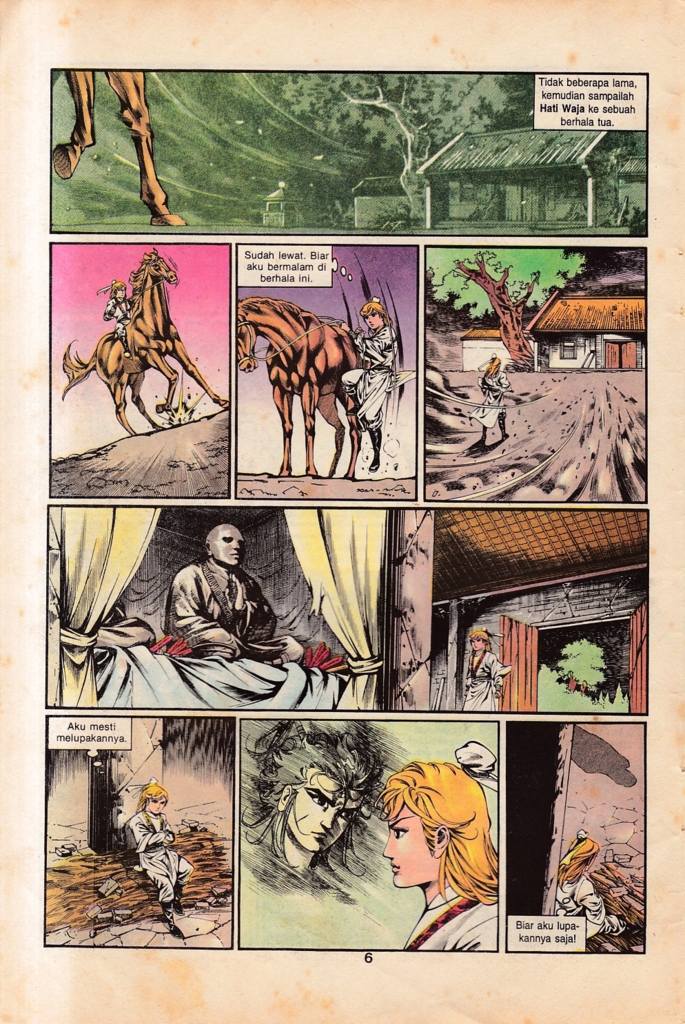 Tidak beberapa lama,
kemudian sampailah
Hati Waja ke sebuah
berhala tua.
Sudah lewat. Biar
aku bermalam di
berhala ini.
Aku mesti
melupakannya.
Biar aku lupa-
kannya saja!
6